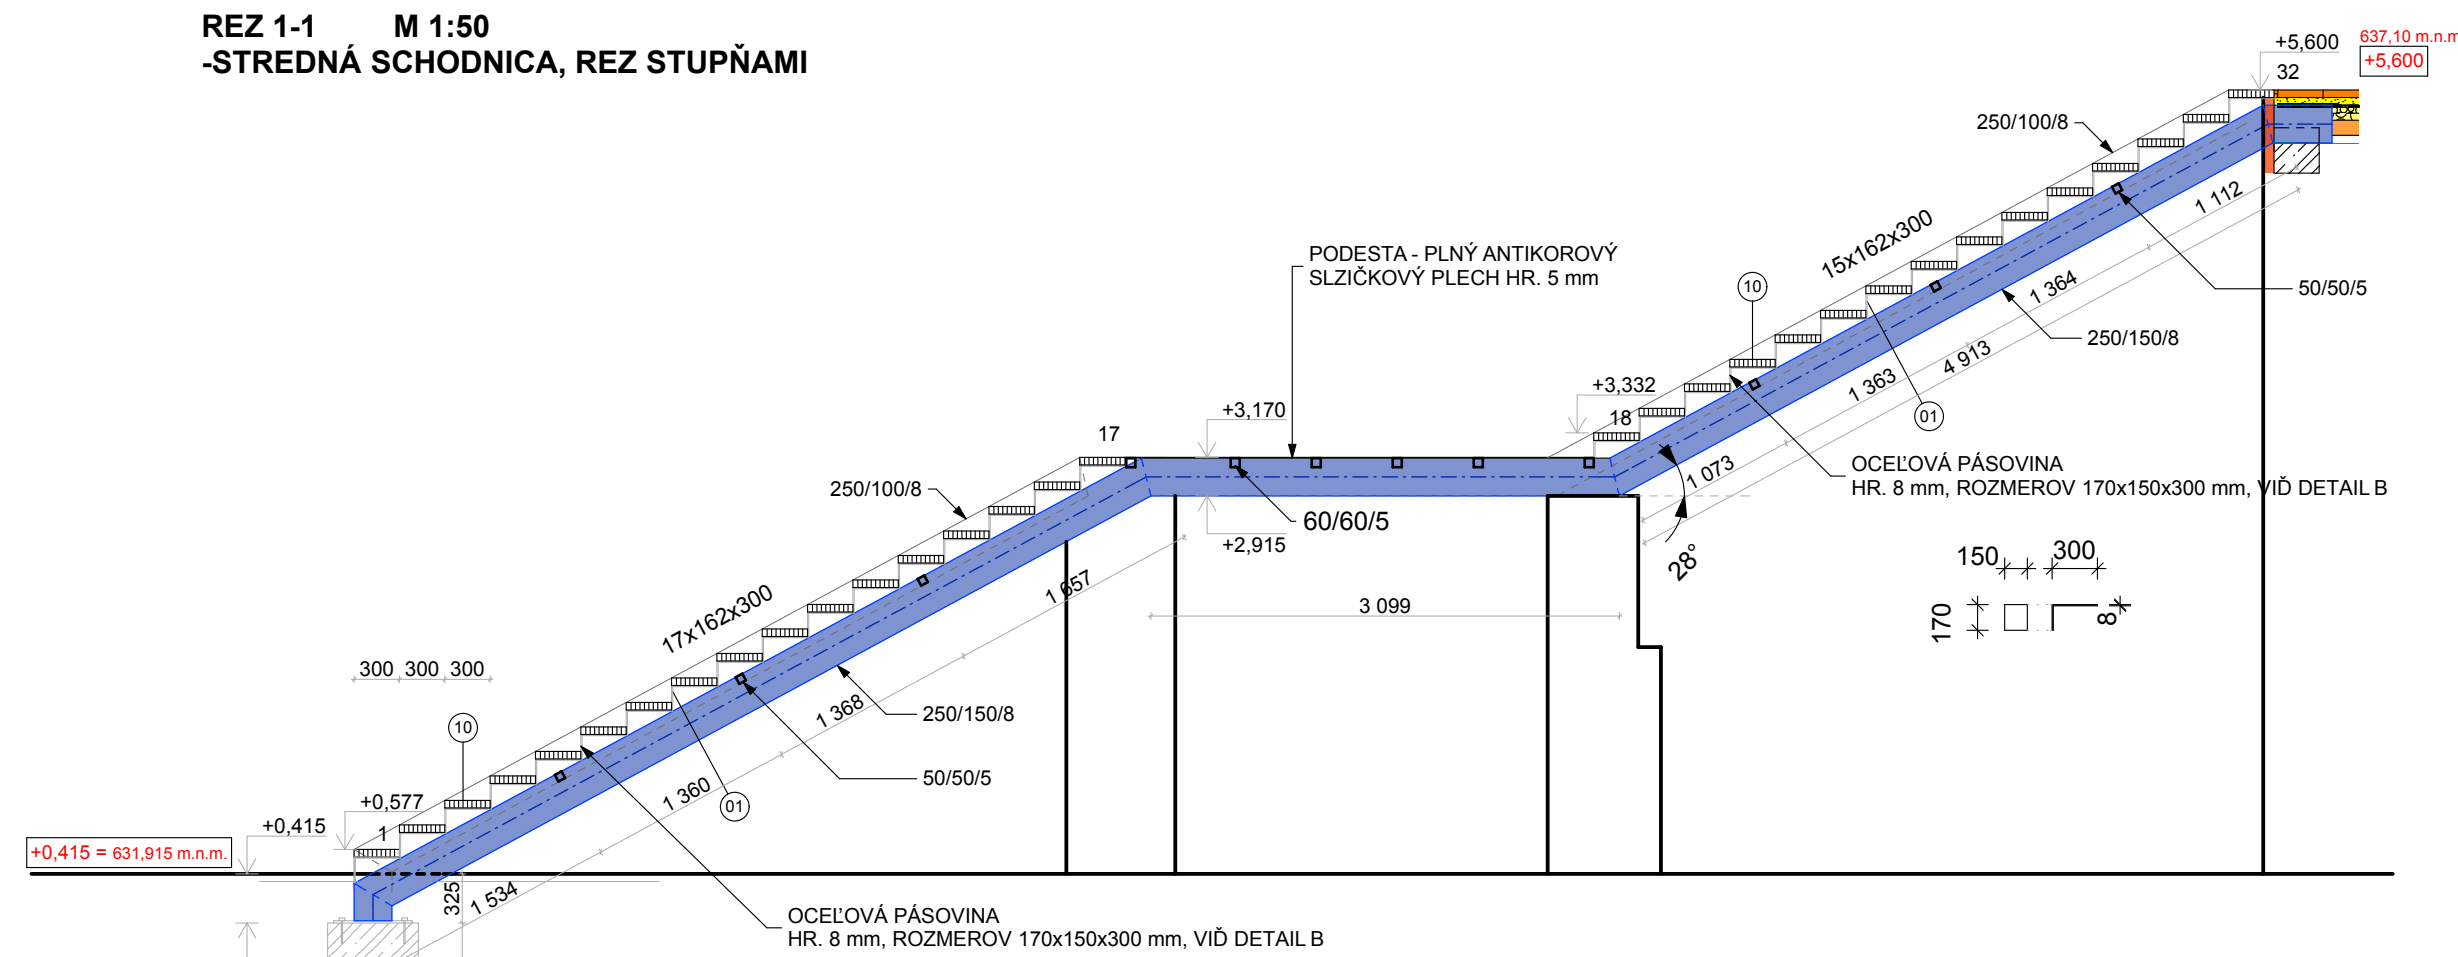 REZ 1-1 M 1:50
-STREDNÁ SCHODNICA, REZ STUPŇAMI
+5,600
637,10 m.n.m
+5,600
32
250/100/8
15x162x300
1 112
PODESTA - PLNÝ ANTIKOROVÝ
SLZIČKOVÝ PLECH HR. 5 mm
10
1 364
50/50/5
250/150/8
4 913
1 363
01
+3,332
18
+3,170
17
1 073
OCEĽOVÁ PÁSOVINA
HR. 8 mm, ROZMEROV 170x150x300 mm, VIĎ DETAIL B
250/100/8
60/60/5
+2,915
28°
150
300
170
8
1 657
3 099
17x162x300
300 300 300
1 368
250/150/8
10
50/50/5
1 360
01
+0,577
+0,415
1
+0,415 = 631,915 m.n.m.
325
1 534
OCEĽOVÁ PÁSOVINA
HR. 8 mm, ROZMEROV 170x150x300 mm, VIĎ DETAIL B